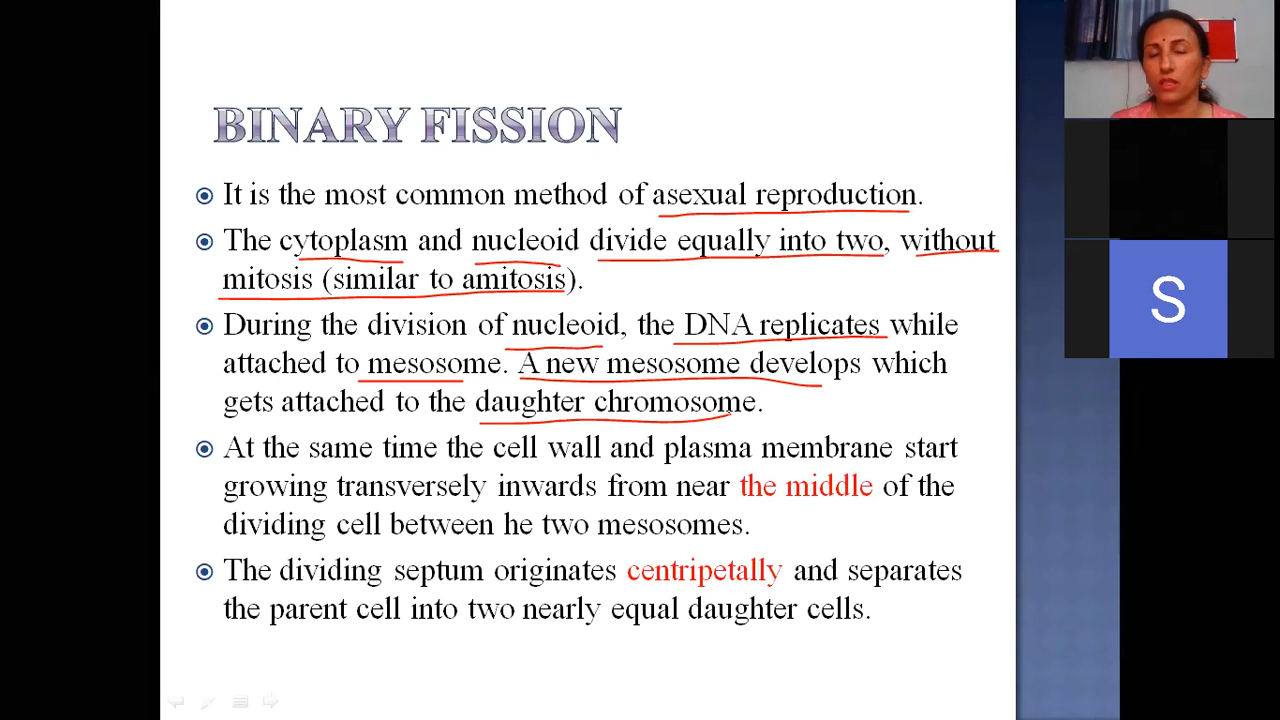 BINARY FISSION
It is the most common method of asexual reproduction.
The cytoplasm and nucleoid divide equally into two, without
mitosis (similar to amitosis).
During the division of nucleoid, the DNA replicates while
attached to mesosome. A new mesosome develops which
gets attached to the daughter chromosome.
At the same time the cell wall and plasma membrane start
growing transversely inwards from near the middle of the
dividing cell between he two mesosomes.
The dividing septum originates centripetally and separates
the parent cell into two nearly equal daughter cells.
S